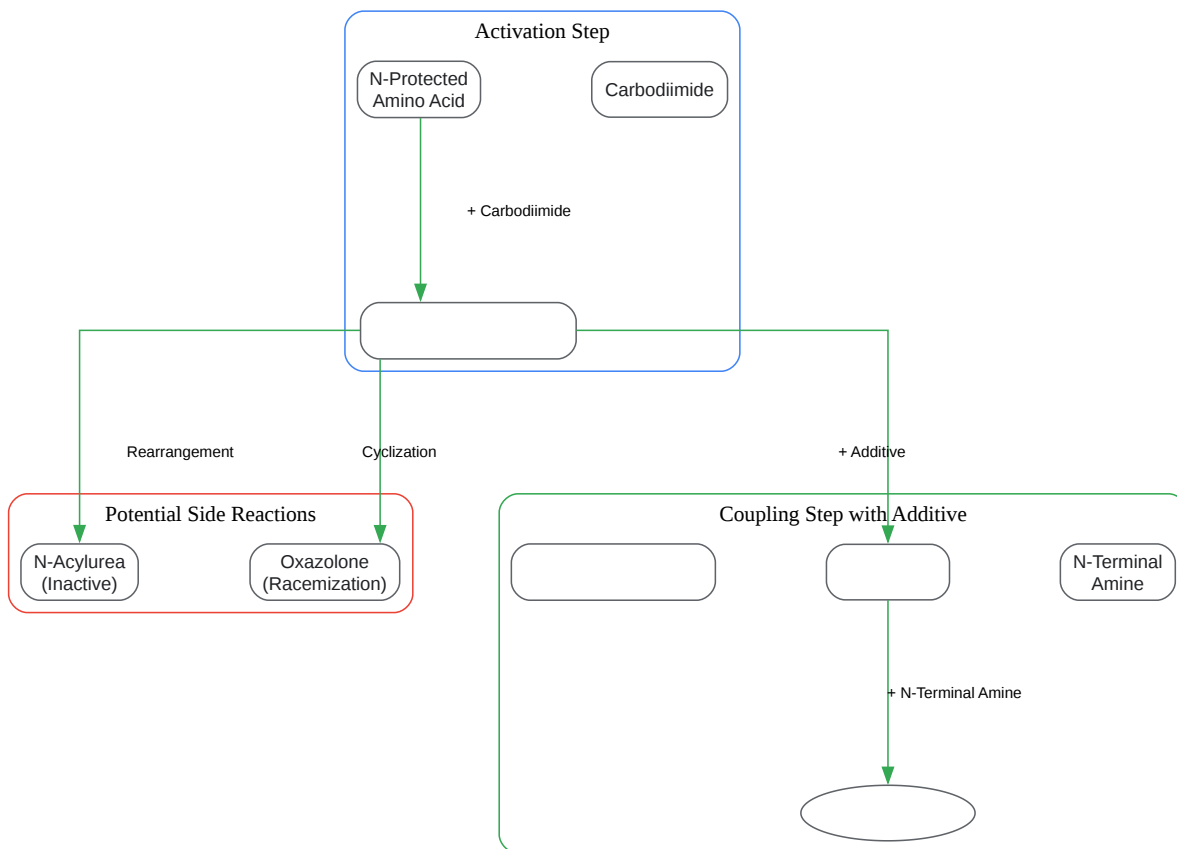 Activation Step
N-Protected
Amino Acid
Carbodiimide
+ Carbodiimide
Rearrangement
Cyclization
+ Additive
Potential Side Reactions
Coupling Step with Additive
N-Acylurea
(Inactive)
Oxazolone
(Racemization)
N-Terminal
Amine
+ N-Terminal Amine